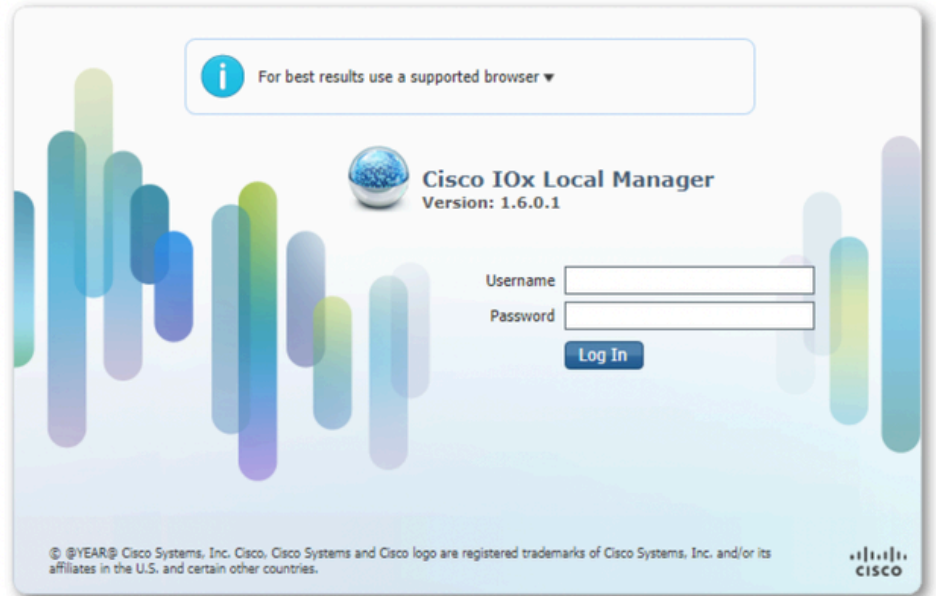 For best results use a supported browser ▾
Cisco IOx Local Manager
Version: 1.6.0.1
Username
Password
Log In
© @YEAR@ Cisco Systems, Inc. Cisco, Cisco Systems and Cisco logo are registered trademarks of Cisco Systems, Inc. and/or its
affiliates in the U.S. and certain other countries.
CISCO